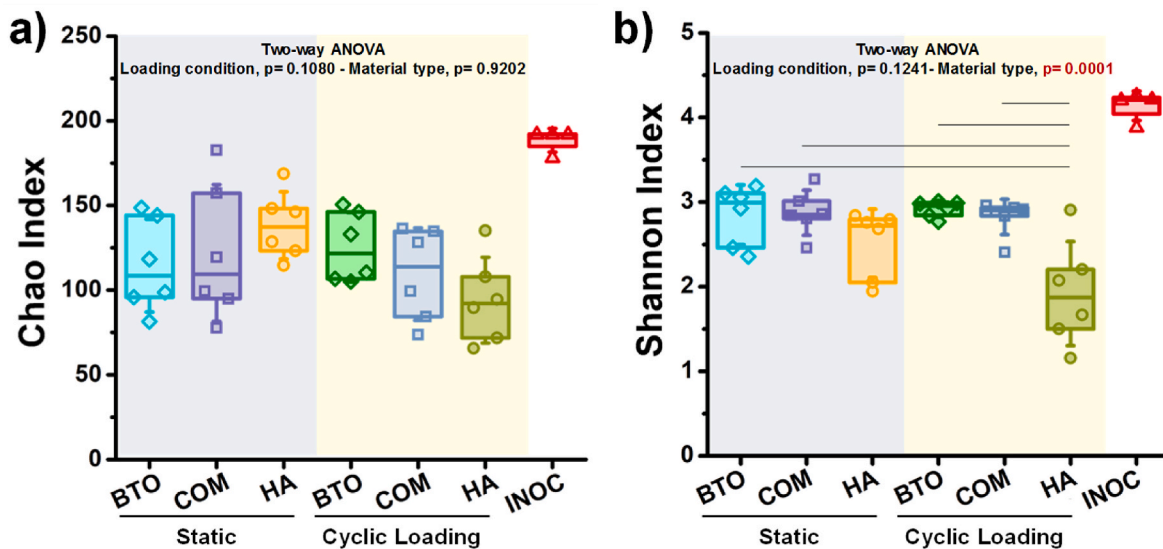 a)
Two-way ANOVA
Loading condition, p= 0.1080 - Material type, p= 0.9202
Chao Index
250
200
150
100
50
0
BTO
COM
HA
BTO
COM
HA
INOC
Static
Cyclic Loading
b)
Two-way ANOVA
Loading condition, p= 0.1241- Material type, p= 0.0001
Shannon Index
5
4
3
2
1
0
BTO
COM
HA
BTO
COM
HA
INOC
Static
Cyclic Loading